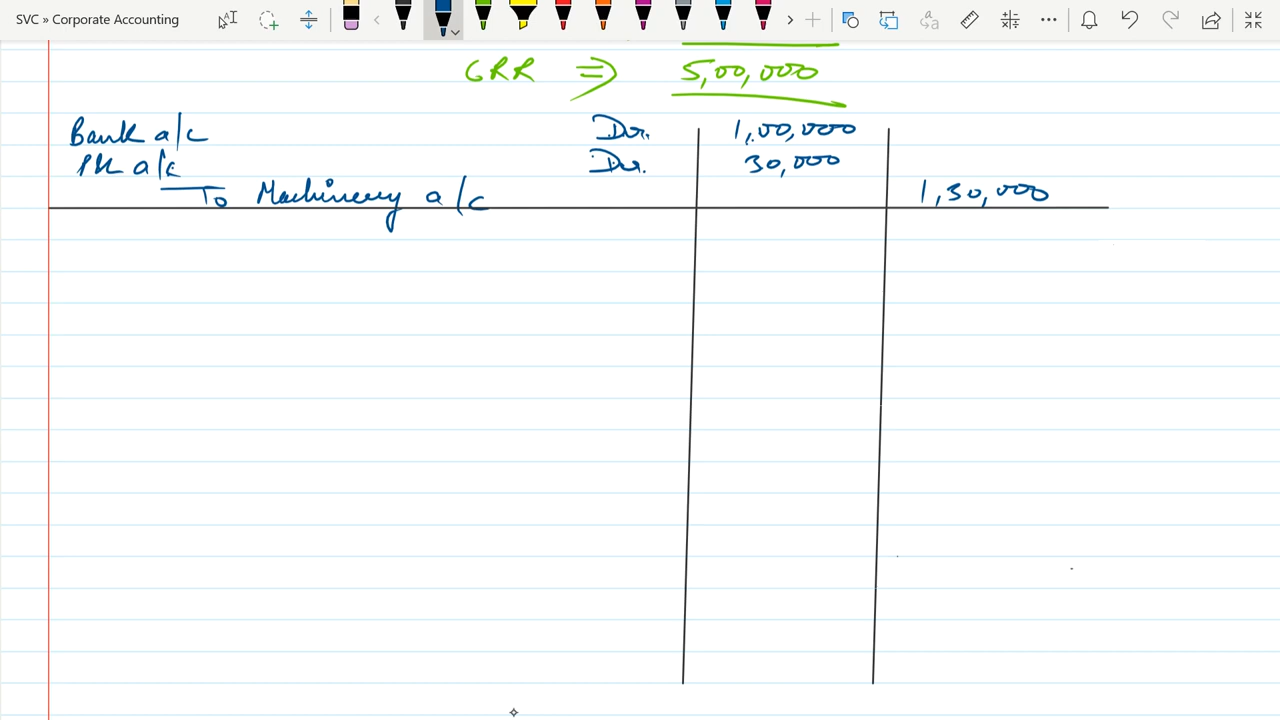 SVC » Corporate Accounting
GRR ⇒ 5,00,000
Bank a/c Dr. 1,00,000
P&L a/c Dr. 30,000
To Machinery a/c 1,30,000